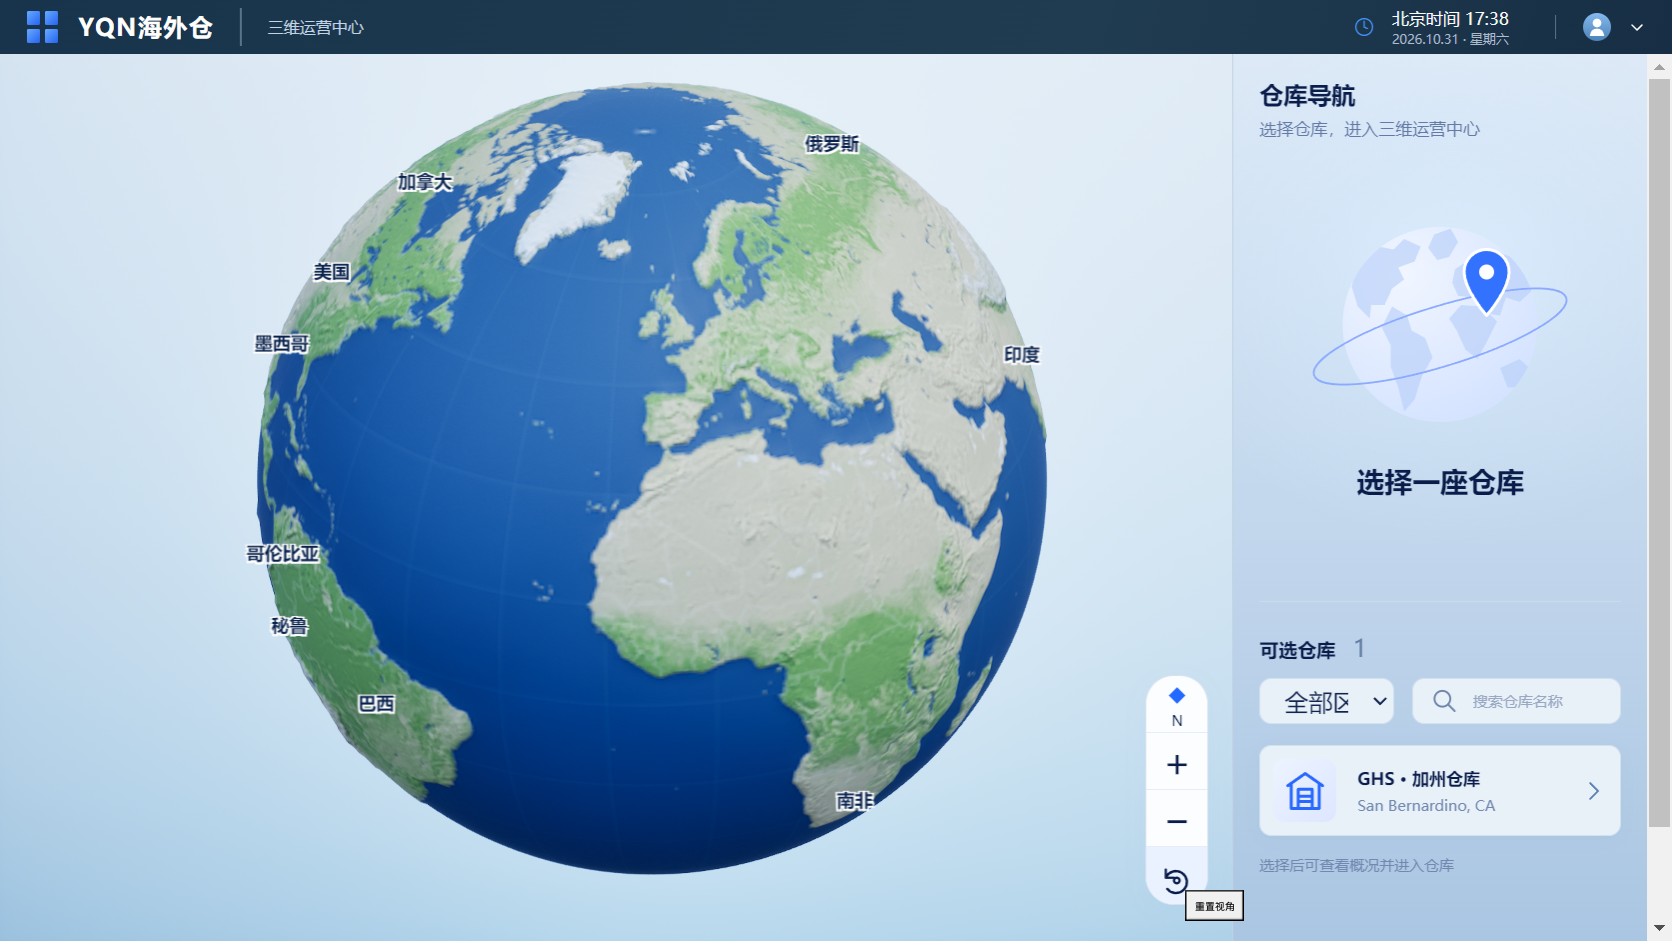 YQN海外仓
三维运营中心
北京时间 17:38
2026.10.31 · 星期六
仓库导航
选择仓库，进入三维运营中心
俄罗斯
加拿大
美国
墨西哥
印度
哥伦比亚
秘鲁
巴西
南非
N
重置视角
选择一座仓库
可选仓库 1
全部区
搜索仓库名称
GHS • 加州仓库
San Bernardino, CA
选择后可查看概况并进入仓库